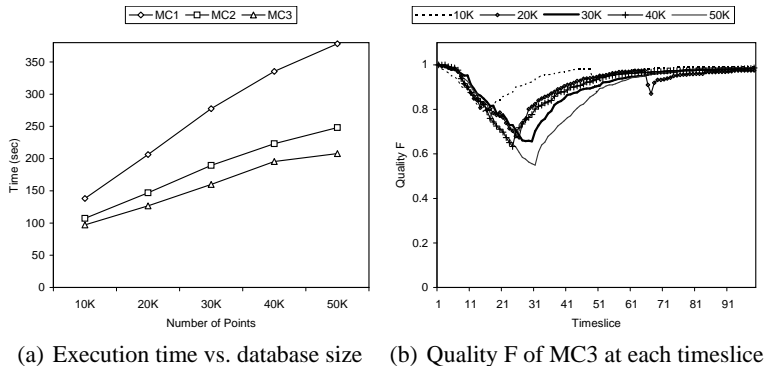 MC1 MC2 MC3
350
300
250
200
150
100
50
0
Time (sec)
10K 20K 30K 40K 50K
Number of Points
(a) Execution time vs. database size
10K 20K 30K 40K 50K
1
0.8
0.6
0.4
0.2
0
Quality F
1 11 21 31 41 51 61 71 81 91
Timeslice
(b) Quality F of MC3 at each timeslice